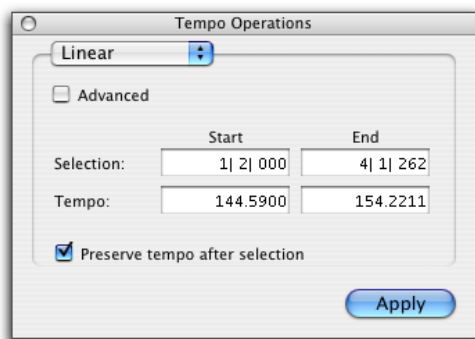 Tempo Operations
Linear
Advanced
Start End
Selection: 1| 2| 000 4| 1| 262
Tempo: 144.5900 154.2211
Preserve tempo after selection
Apply